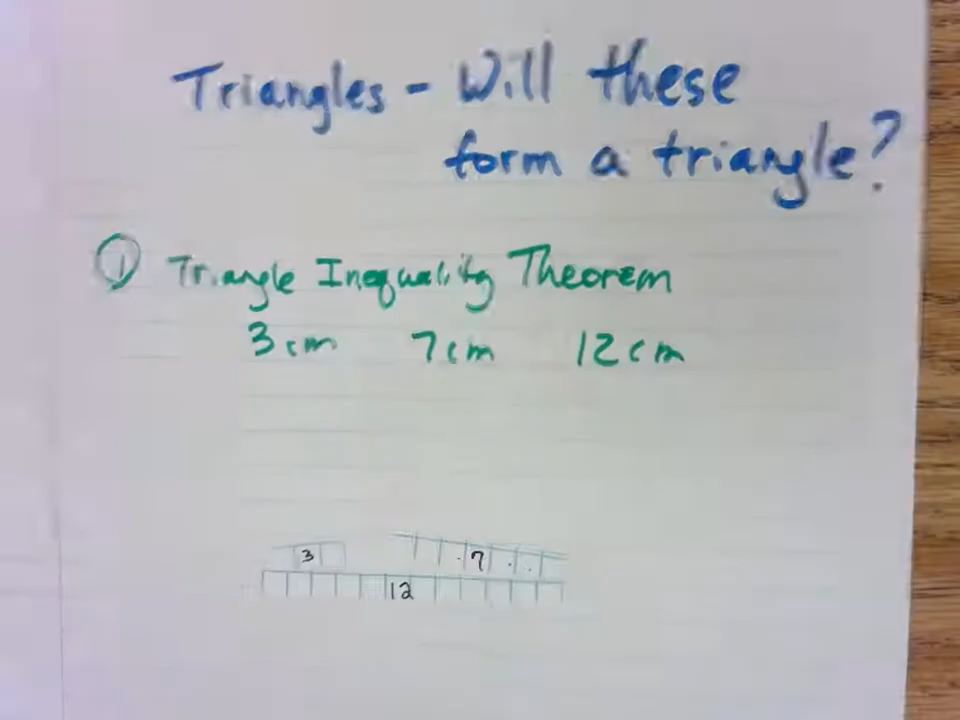 Triangles - Will these
form a triangle?
① Triangle Inequality Theorem
3cm 7cm 12cm
3 7
12